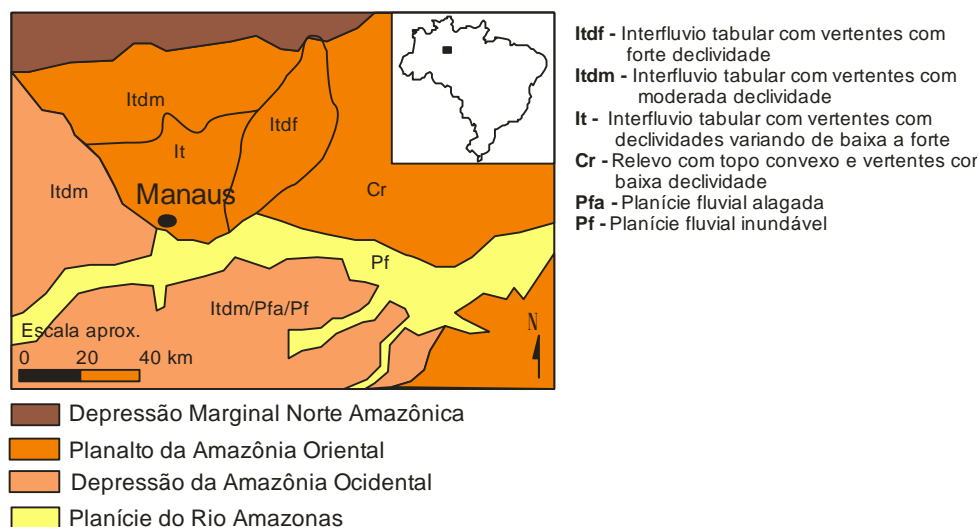 Itdm
Itdf
It
Itdm
Manaus
Cr
Pf
Itdm/Pfa/Pf
Escala aprox.
0 20 40 km
N
Itdf - Interfluvio tabular com vertentes com
forte declividade
Itdm - Interfluvio tabular com vertentes com
moderada declividade
It - Interfluvio tabular com vertentes com
declividades variando de baixa a forte
Cr - Relevo com topo convexo e vertentes con
baixa declividade
Pfa - Planície fluvial alagada
Pf - Planície fluvial inundável
Depressão Marginal Norte Amazônica
Planalto da Amazônia Oriental
Depressão da Amazônia Ocidental
Planície do Rio Amazonas